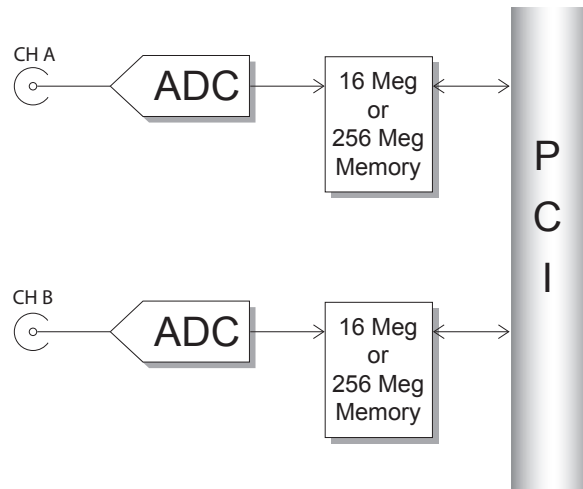 CH A
ADC
16 Meg
or
256 Meg
Memory
P
C
I
CH B
ADC
16 Meg
or
256 Meg
Memory